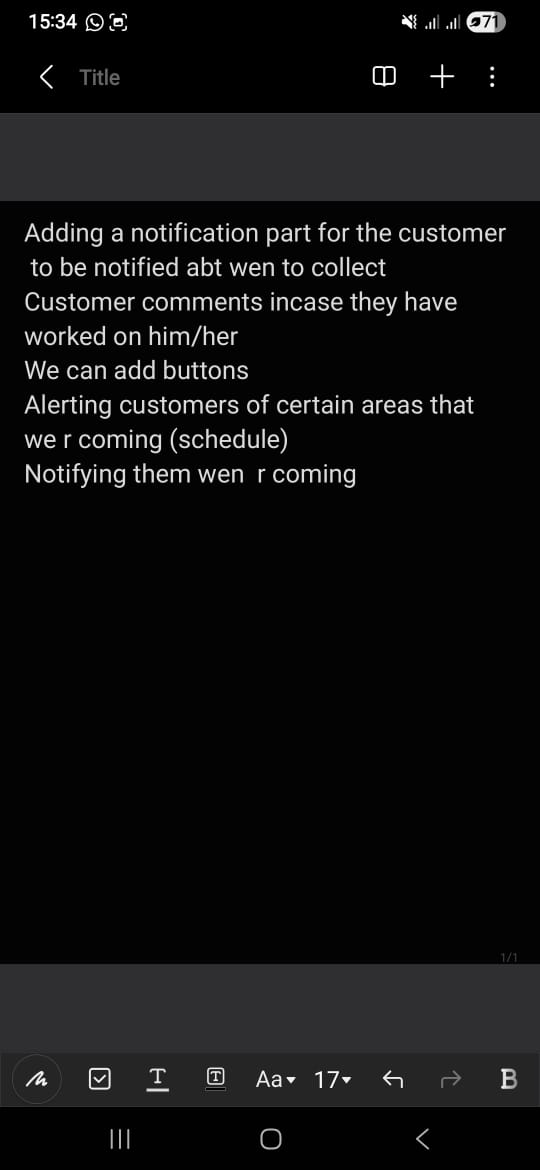 15:34
71
Title
Adding a notification part for the customer
to be notified abt wen to collect
Customer comments incase they have
worked on him/her
We can add buttons
Alerting customers of certain areas that
we r coming (schedule)
Notifying them wen  r coming
1/1
T
T
Aa
17
B